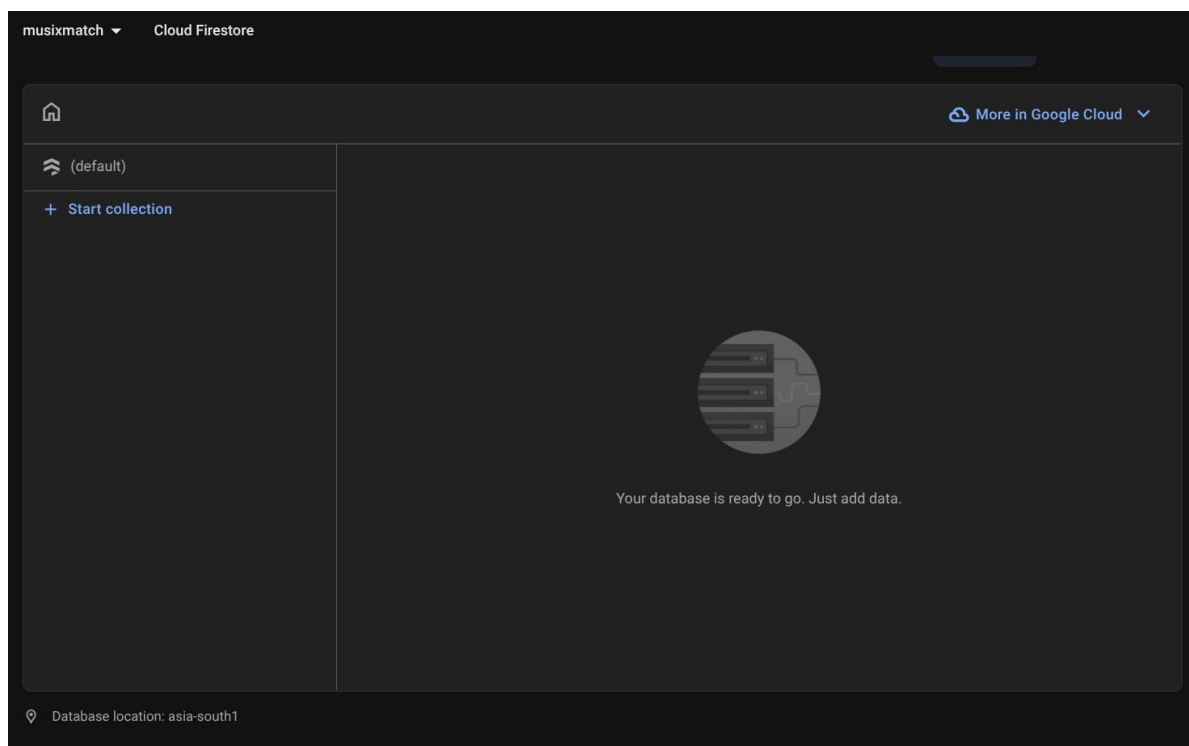 musixmatch Cloud Firestore
More in Google Cloud
(default)
+ Start collection
Your database is ready to go. Just add data.
Database location: asia-south1